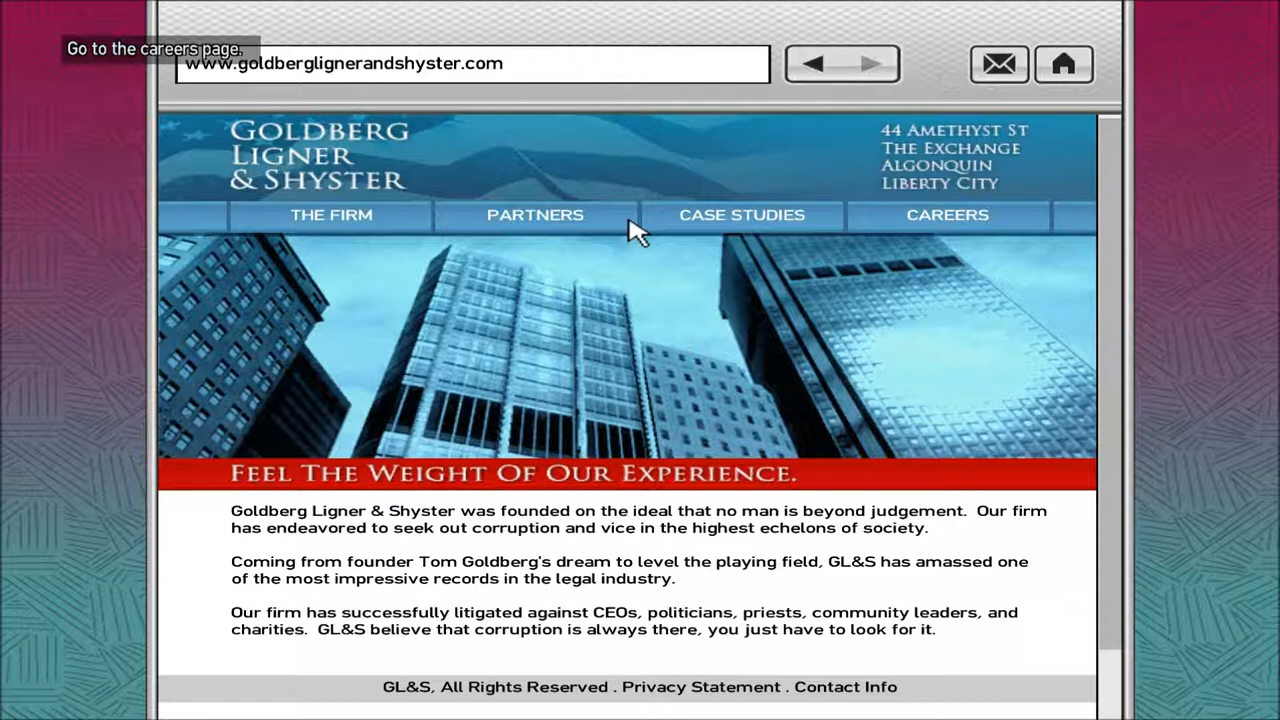 Go to the careers page.
www.goldberglignerandshyster.com
GOLDBERG
LIGNER
& SHYSTER
44 AMETHYST ST
THE EXCHANGE
ALGONQUIN
LIBERTY CITY
THE FIRM
PARTNERS
CASE STUDIES
CAREERS
FEEL THE WEIGHT OF OUR EXPERIENCE.
Goldberg Ligner & Shyster was founded on the ideal that no man is beyond judgement. Our firm
has endeavored to seek out corruption and vice in the highest echelons of society.
Coming from founder Tom Goldberg's dream to level the playing field, GL&S has amassed one
of the most impressive records in the legal industry.
Our firm has successfully litigated against CEOs, politicians, priests, community leaders, and
charities. GL&S believe that corruption is always there, you just have to look for it.
GL&S, All Rights Reserved . Privacy Statement . Contact Info